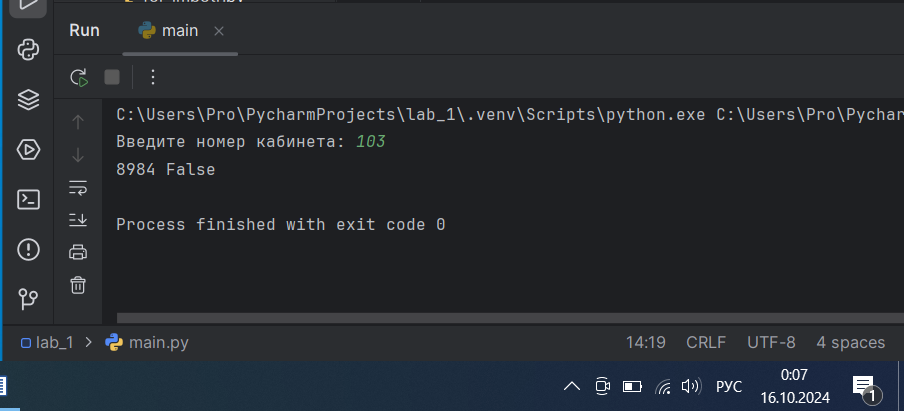 Run main
C:\Users\Pro\PycharmProjects\lab_1\.venv\Scripts\python.exe C:\Users\Pro\Pychar
Введите номер кабинета: 103
8984 False
Process finished with exit code 0
lab_1 > main.py 14:19 CRLF UTF-8 4 spaces
РУС
0:07
16.10.2024
1